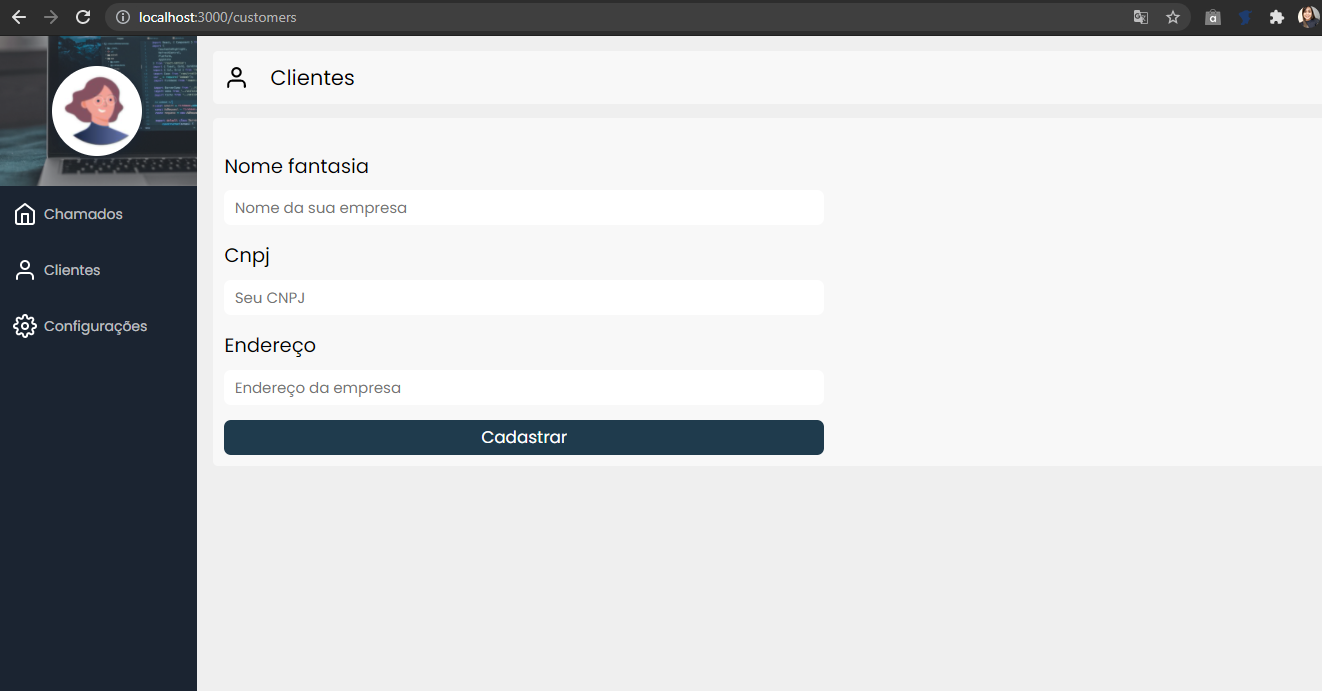 localhost:3000/customers
Clientes
Nome fantasia
Nome da sua empresa
Cnpj
Seu CNPJ
Endereço
Endereço da empresa
Cadastrar
Chamados
Clientes
Configurações